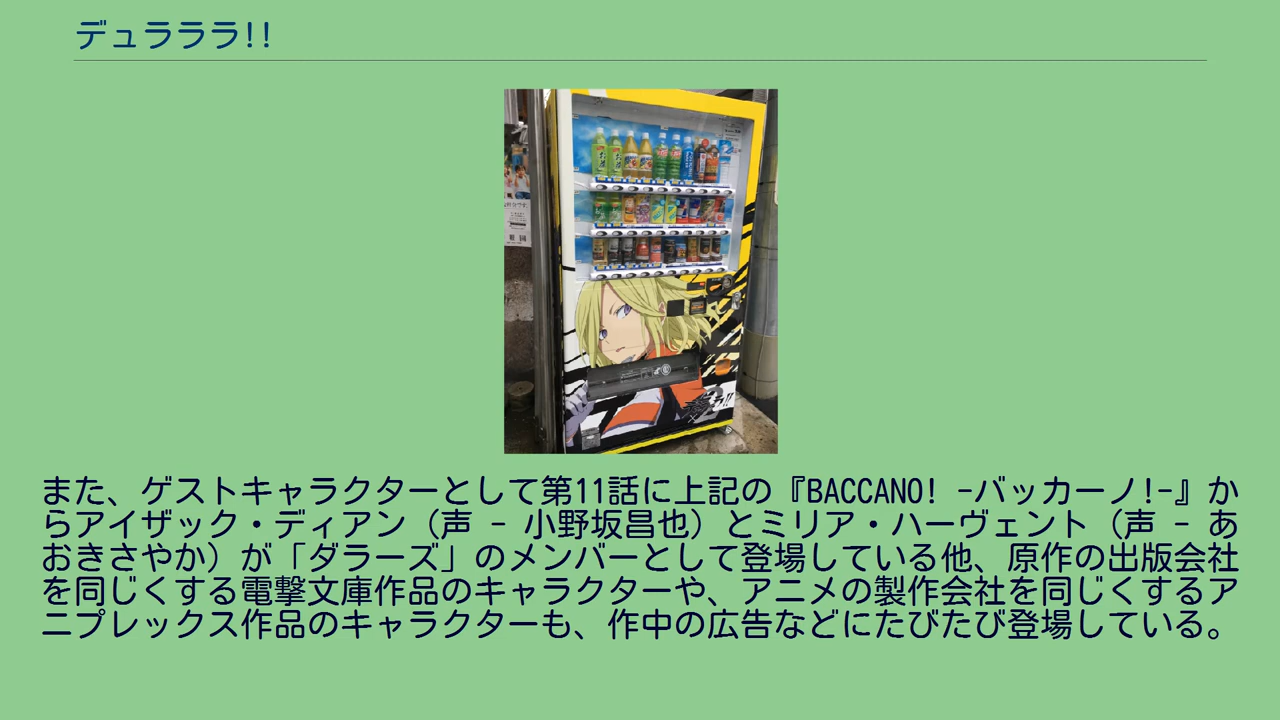 デュラララ!!
また、ゲストキャラクターとして第11話に上記の『BACCANO! -バッカーノ!-』か
らアイザック・ディアン（声 - 小野坂昌也）とミリア・ハーヴェント（声 - あ
おきさやか）が「ダラーズ」のメンバーとして登場している他、原作の出版会社
を同じくする電撃文庫作品のキャラクターや、アニメの製作会社を同じくするア
ニプレックス作品のキャラクターも、作中の広告などにたびたび登場している。